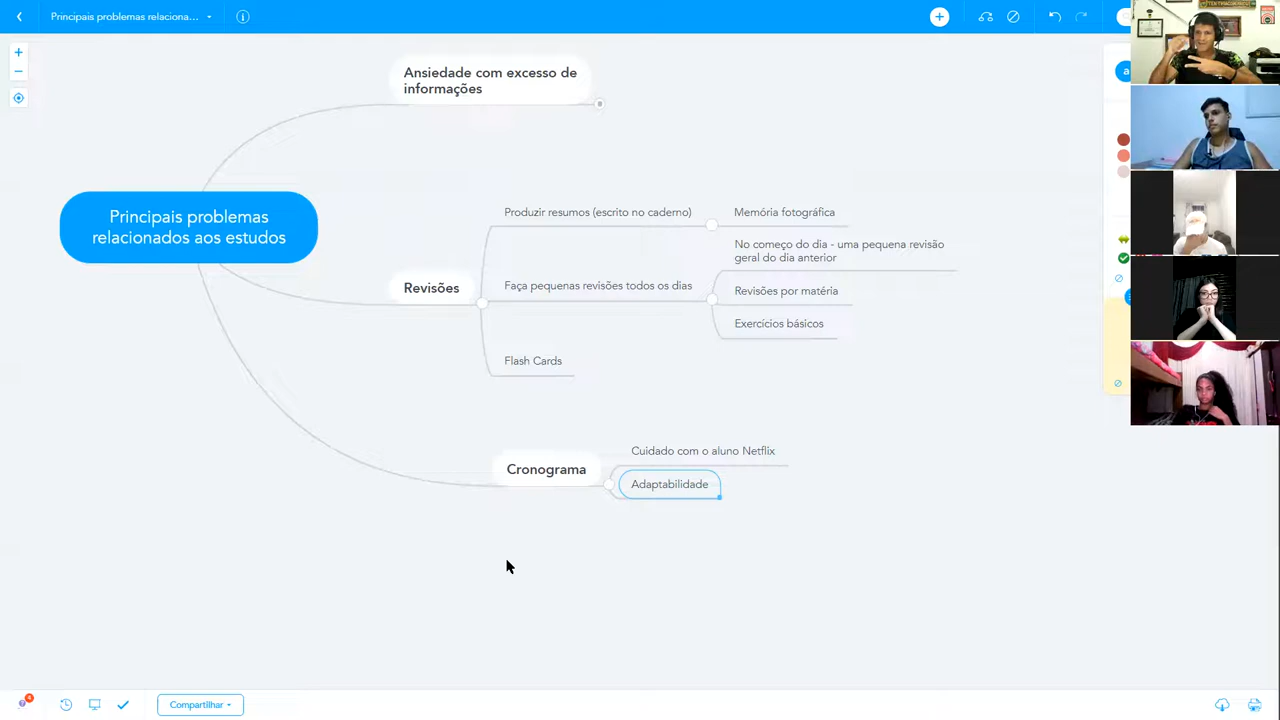 Principais problemas relaciona...
Ansiedade com excesso de
informações
Principais problemas
relacionados aos estudos
Produzir resumos (escrito no caderno)
Memória fotográfica
No começo do dia - uma pequena revisão
geral do dia anterior
Revisões
Faça pequenas revisões todos os dias
Revisões por matéria
Exercícios básicos
Flash Cards
Cuidado com o aluno Netflix
Cronograma
Adaptabilidade
Compartilhar